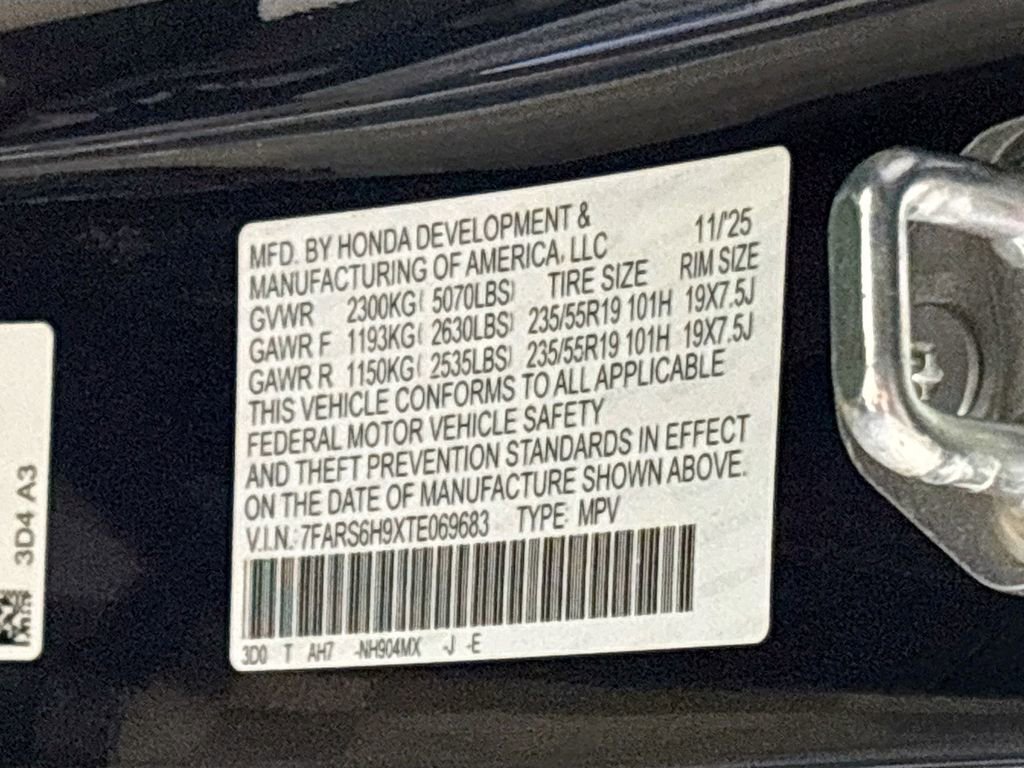 MFD. BY HONDA DEVELOPMENT & 11/'25
MANUFACTURING OF AMERICA, LLC
GVWR 2300KG( 5070LBS) TIRE SIZE RIM SIZE
GAWR F 1193KG( 2630LBS) 235/55R19 101H 19X7.5J
GAWR R 1150KG( 2535LBS) 235/55R19 101H 19X7.5J
THIS VEHICLE CONFORMS TO ALL APPLICABLE
FEDERAL MOTOR VEHICLE SAFETY
AND THEFT PREVENTION STANDARDS IN EFFECT
ON THE DATE OF MANUFACTURE SHOWN ABOVE.
V.I.N.: 7FARS6H9XTE069683 TYPE: MPV
3D0 T AH7 -NH904MX -J -E
3D4 A3